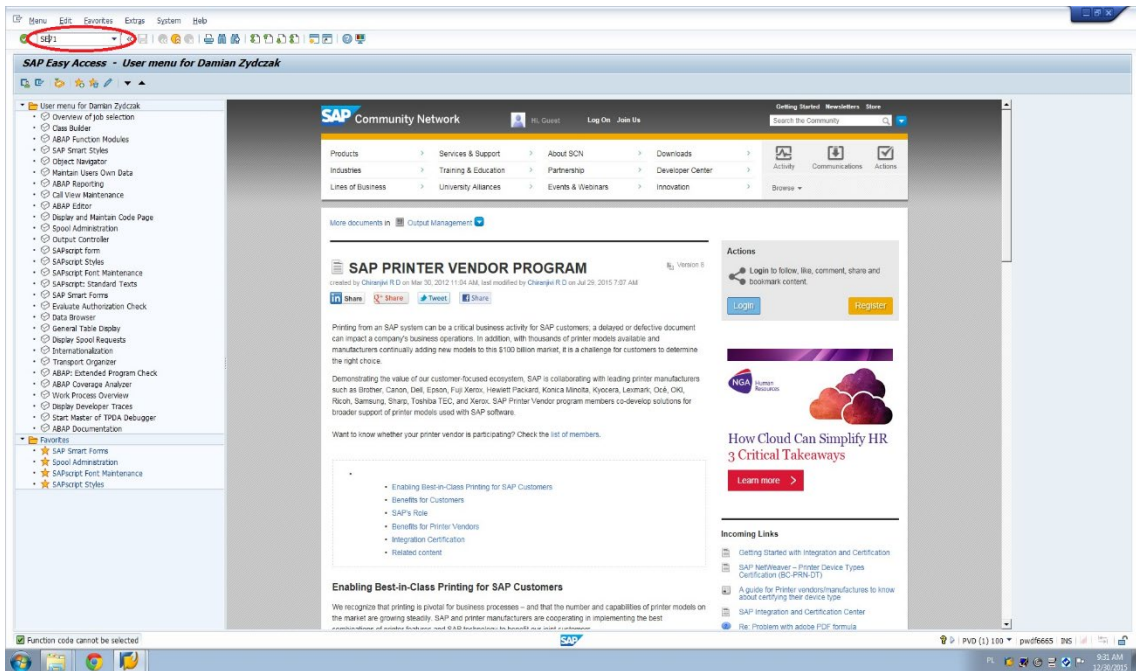 Menu Edit Favorites Extras System Help
SE71
SAP Easy Access - User menu for Damian Zydczak
User menu for Damian Zydczak
Overview of job selection
Class Builder
ABAP Function Modules
SAP Smart Styles
Object Navigator
Maintain Users Own Data
ABAP Reporting
Call View Maintenance
ABAP Editor
Display and Maintain Code Page
Spool Administration
Output Controller
SAPscript form
SAPscript Styles
SAPscript Font Maintenance
SAPscript: Standard Texts
SAP Smart Forms
Evaluate Authorization Check
Data Browser
General Table Display
Display Spool Requests
Internationalization
Transport Organizer
ABAP: Extended Program Check
ABAP Coverage Analyzer
Work Process Overview
Display Developer Traces
Start Master of TPDA Debugger
ABAP Documentation
Favorites
SAP Smart Forms
Spool Administration
SAPscript Font Maintenance
SAPscript Styles
Getting Started Newsletters Store
SAP Community Network Hi, Guest Log On Join Us
Search the Community
Products Services & Support About SCN Downloads
Industries Training & Education Partnership Developer Center
Lines of Business University Alliances Events & Webinars Innovation
Activity Communications Actions
Browse
More documents in Output Management
SAP PRINTER VENDOR PROGRAM
Version 8
created by Chiranjivi R D on Mar 30, 2012 11:04 AM, last modified by Chiranjivi R D on Jul 29, 2015 7:07 AM
Share Share Tweet Share
Printing from an SAP system can be a critical business activity for SAP customers, a delayed or defective document
can impact a company's business operations. In addition, with thousands of printer models available and
manufacturers continually adding new models to this $100 billion market, it is a challenge for customers to determine
the right choice.
Demonstrating the value of our customer-focused ecosystem, SAP is collaborating with leading printer manufacturers
such as Brother, Canon, Dell, Epson, Fuji Xerox, Hewlett Packard, Konica Minolta, Kyocera, Lexmark, Océ, OKI,
Ricoh, Samsung, Sharp, Toshiba TEC, and Xerox. SAP Printer Vendor program members co-develop solutions for
broader support of printer models used with SAP software.
Want to know whether your printer vendor is participating? Check the list of members.
Enabling Best-in-Class Printing for SAP Customers
Benefits for Customers
SAP's Role
Benefits for Printer Vendors
Integration Certification
Related content
Enabling Best-in-Class Printing for SAP Customers
We recognize that printing is pivotal for business processes – and that the number and capabilities of printer models on
the market are growing steadily. SAP and printer manufacturers are cooperating in implementing the best
combinations of printer features and SAP technology to benefit our joint customers.
Actions
Login to follow, like, comment, share and
bookmark content.
Login Register
NGA Human
Resources
How Cloud Can Simplify HR
3 Critical Takeaways
Learn more
Incoming Links
Getting Started with Integration and Certification
SAP NetWeaver – Printer Device Types
Certification (BC-PRN-DT)
A guide for Printer vendors/manufactures to know
about certifying their device type
SAP Integration and Certification Center
Re: Problem with adobe PDF formula
Function code cannot be selected
SAP
PVD (1) 100 pwdf6665 INS
PL 9:31 AM
12/30/2015